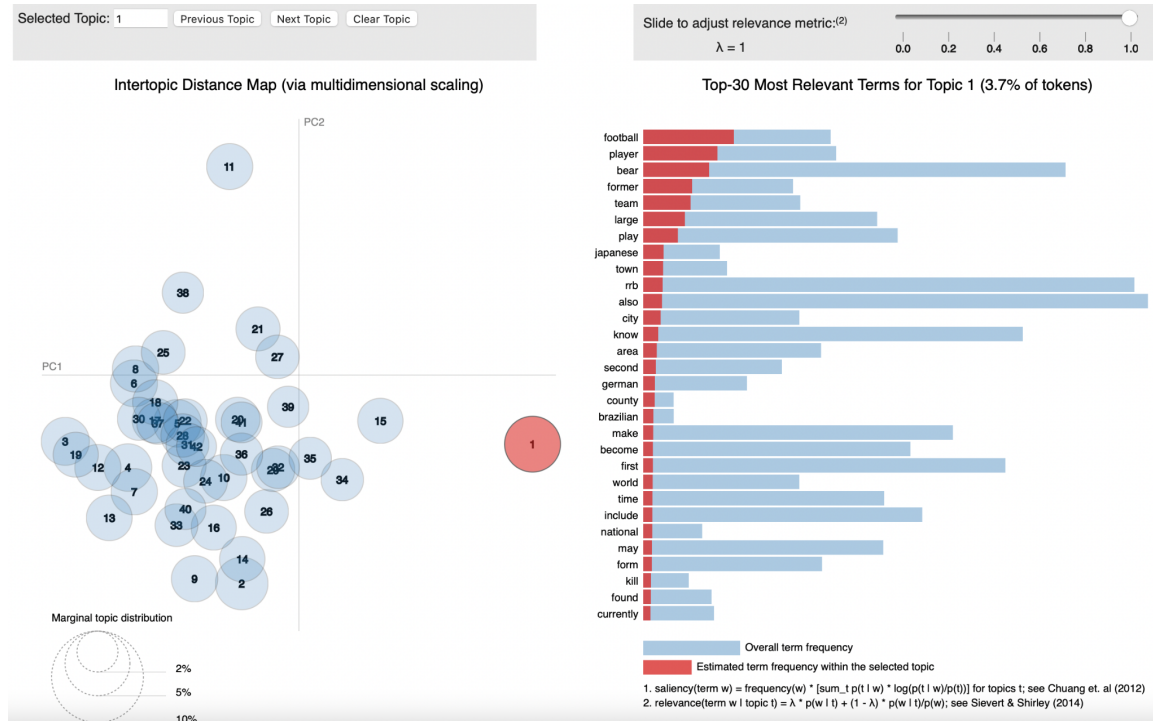 Selected Topic: 1 Previous Topic Next Topic Clear Topic
Slide to adjust relevance metric:(2)
λ = 1
0.0 0.2 0.4 0.6 0.8 1.0
Intertopic Distance Map (via multidimensional scaling)
PC2
PC1
11
38
21
25
27
8
6
18
39
30
22
15
3
1
19
36
35
12
4
23
24
10
34
7
40
26
13
33
16
14
9
2
Marginal topic distribution
2%
5%
10%
Top-30 Most Relevant Terms for Topic 1 (3.7% of tokens)
football
player
bear
former
team
large
play
japanese
town
rrb
also
city
know
area
second
german
county
brazilian
make
become
first
world
time
include
national
may
form
kill
found
currently
Overall term frequency
Estimated term frequency within the selected topic
1. saliency(term w) = frequency(w) * [sum_t p(t | w) * log(p(t | w)/p(t))] for topics t; see Chuang et. al (2012)
2. relevance(term w | topic t) = λ * p(w | t) + (1 - λ) * p(w | t)/p(w); see Sievert & Shirley (2014)